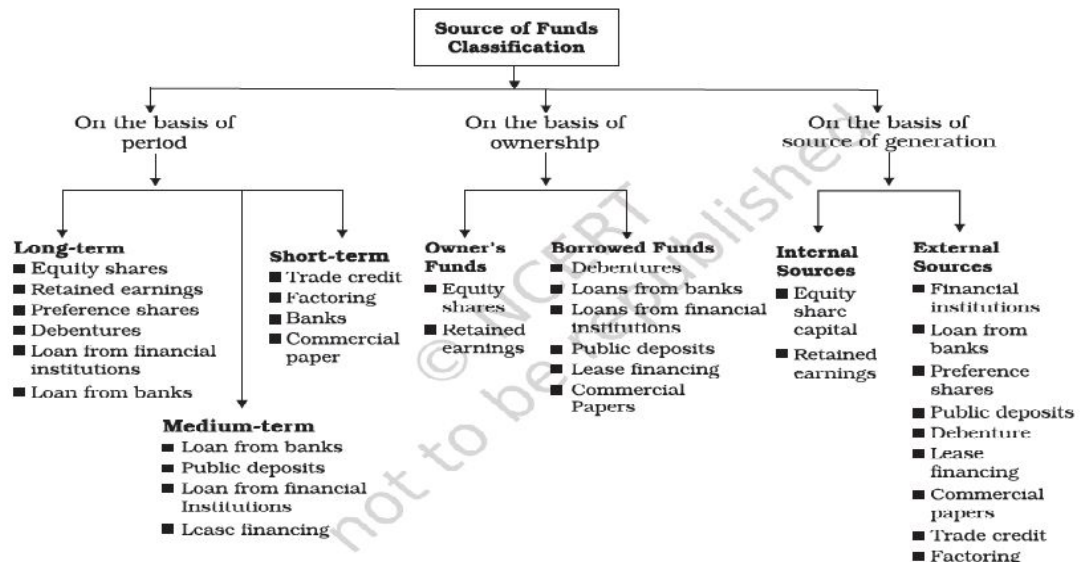 Source of Funds
Classification
On the basis of
period
On the basis of
ownership
On the basis of
source of generation
Long-term
Equity shares
Retained earnings
Preference shares
Debentures
Loan from financial
institutions
Loan from banks
Medium-term
Loan from banks
Public deposits
Loan from financial
Institutions
Lease financing
Short-term
Trade credit
Factoring
Banks
Commercial
paper
Owner's
Funds
Equity
shares
Retained
earnings
Borrowed Funds
Debentures
Loans from banks
Loans from financial
institutions
Public deposits
Lease financing
Commercial
Papers
Internal
Sources
Equity
share
capital
Retained
earnings
External
Sources
Financial
institutions
Loan from
banks
Preference
shares
Public deposits
Debenture
Lease
financing
Commercial
papers
Trade credit
Factoring
© NCERT
not to be republished